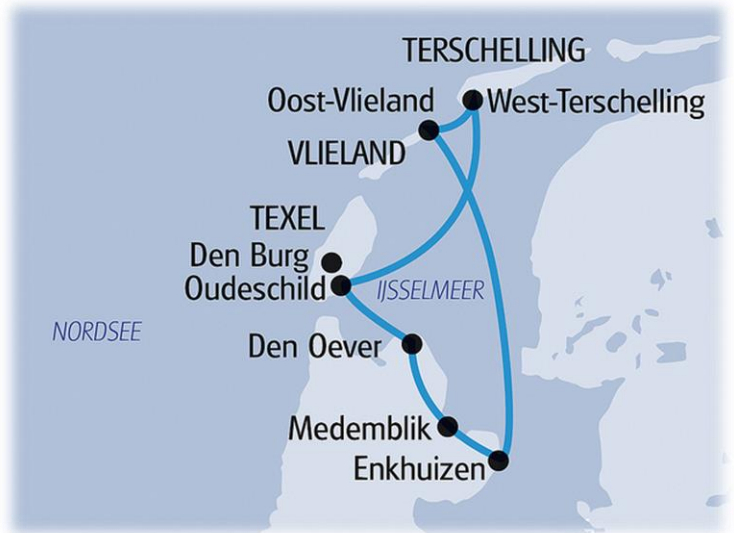 TERSCHELLING
Oost-Vlieland
West-Terschelling
VLIELAND
TEXEL
Den Burg
Oudeschild
IJSSELMEER
NORDSEE
Den Oever
Medemblik
Enkhuizen